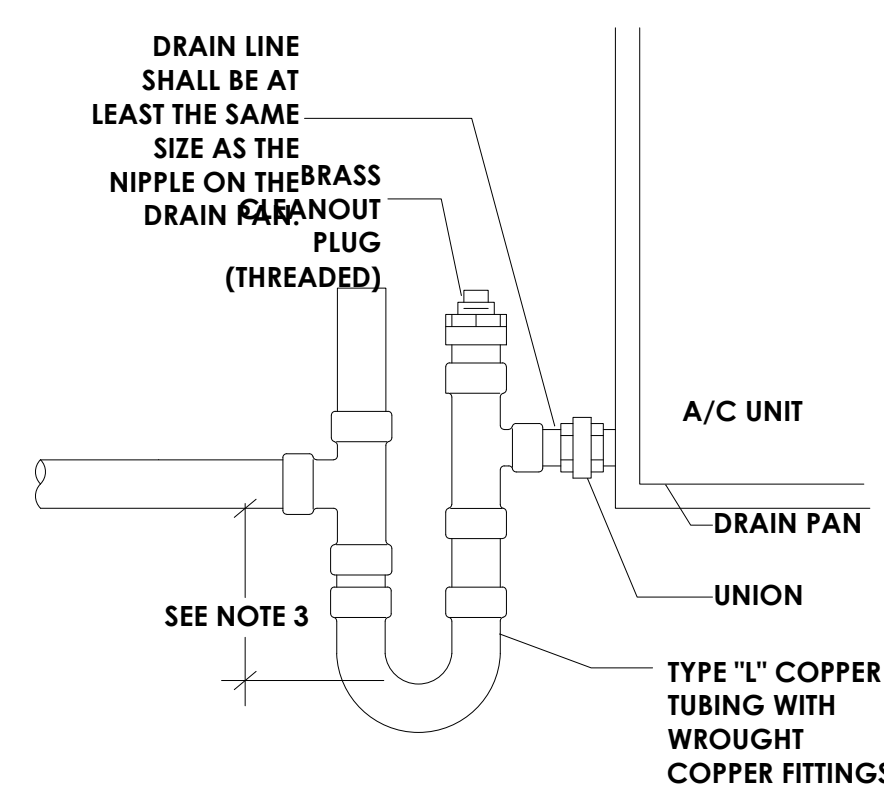 DRAIN LINE
SHALL BE AT
LEAST THE SAME
SIZE AS THE
NIPPLE ON THE
DRAIN PAN.
BRASS
CLEANOUT
PLUG
(THREADED)
A/C UNIT
DRAIN PAN
UNION
SEE NOTE 3
TYPE "L" COPPER
TUBING WITH
WROUGHT
COPPER FITTINGS